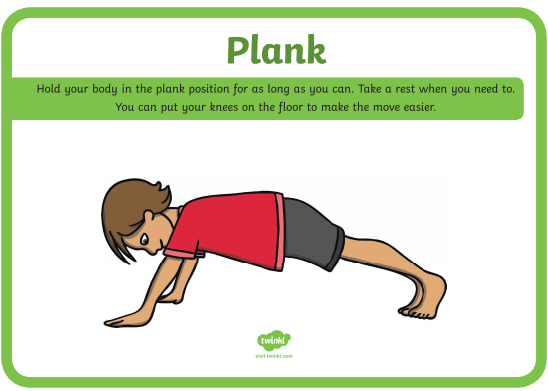 Plank
Hold your body in the plank position for as long as you can. Take a rest when you need to.
You can put your knees on the floor to make the move easier.
twinkl
visit twinkl.com